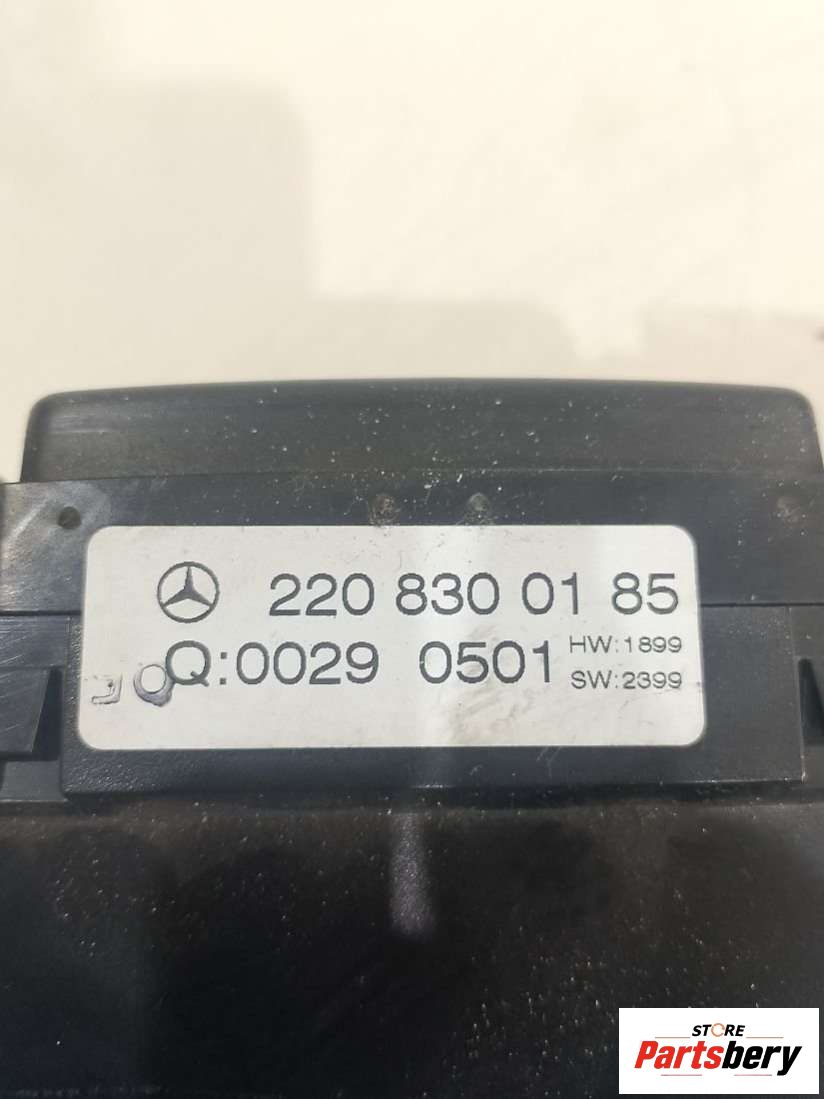 220 830 01 85
Q:0029 0501 HW:1899
SW:2399
STORE
Partsbery